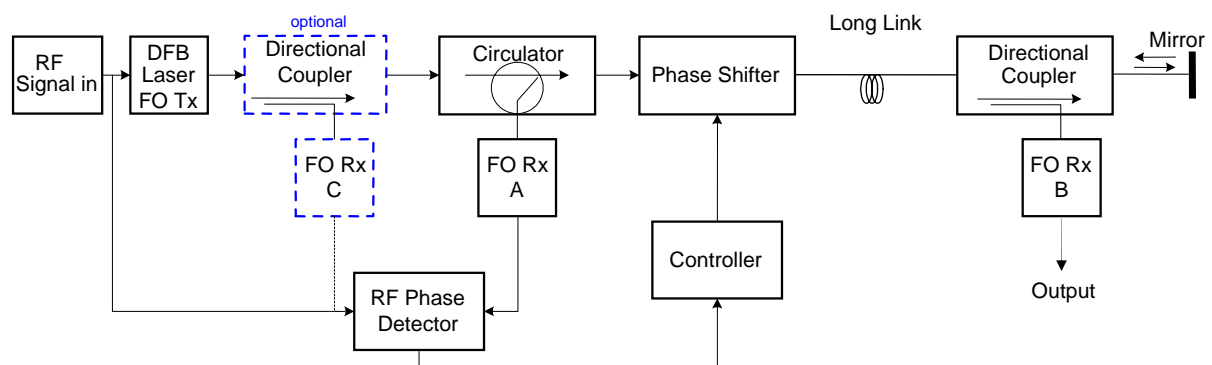 optional
Long Link
RF
Signal in
DFB
Laser
FO Tx
Directional
Coupler
Circulator
Phase Shifter
Directional
Coupler
Mirror
FO Rx
C
FO Rx
A
FO Rx
B
Controller
Output
RF Phase
Detector